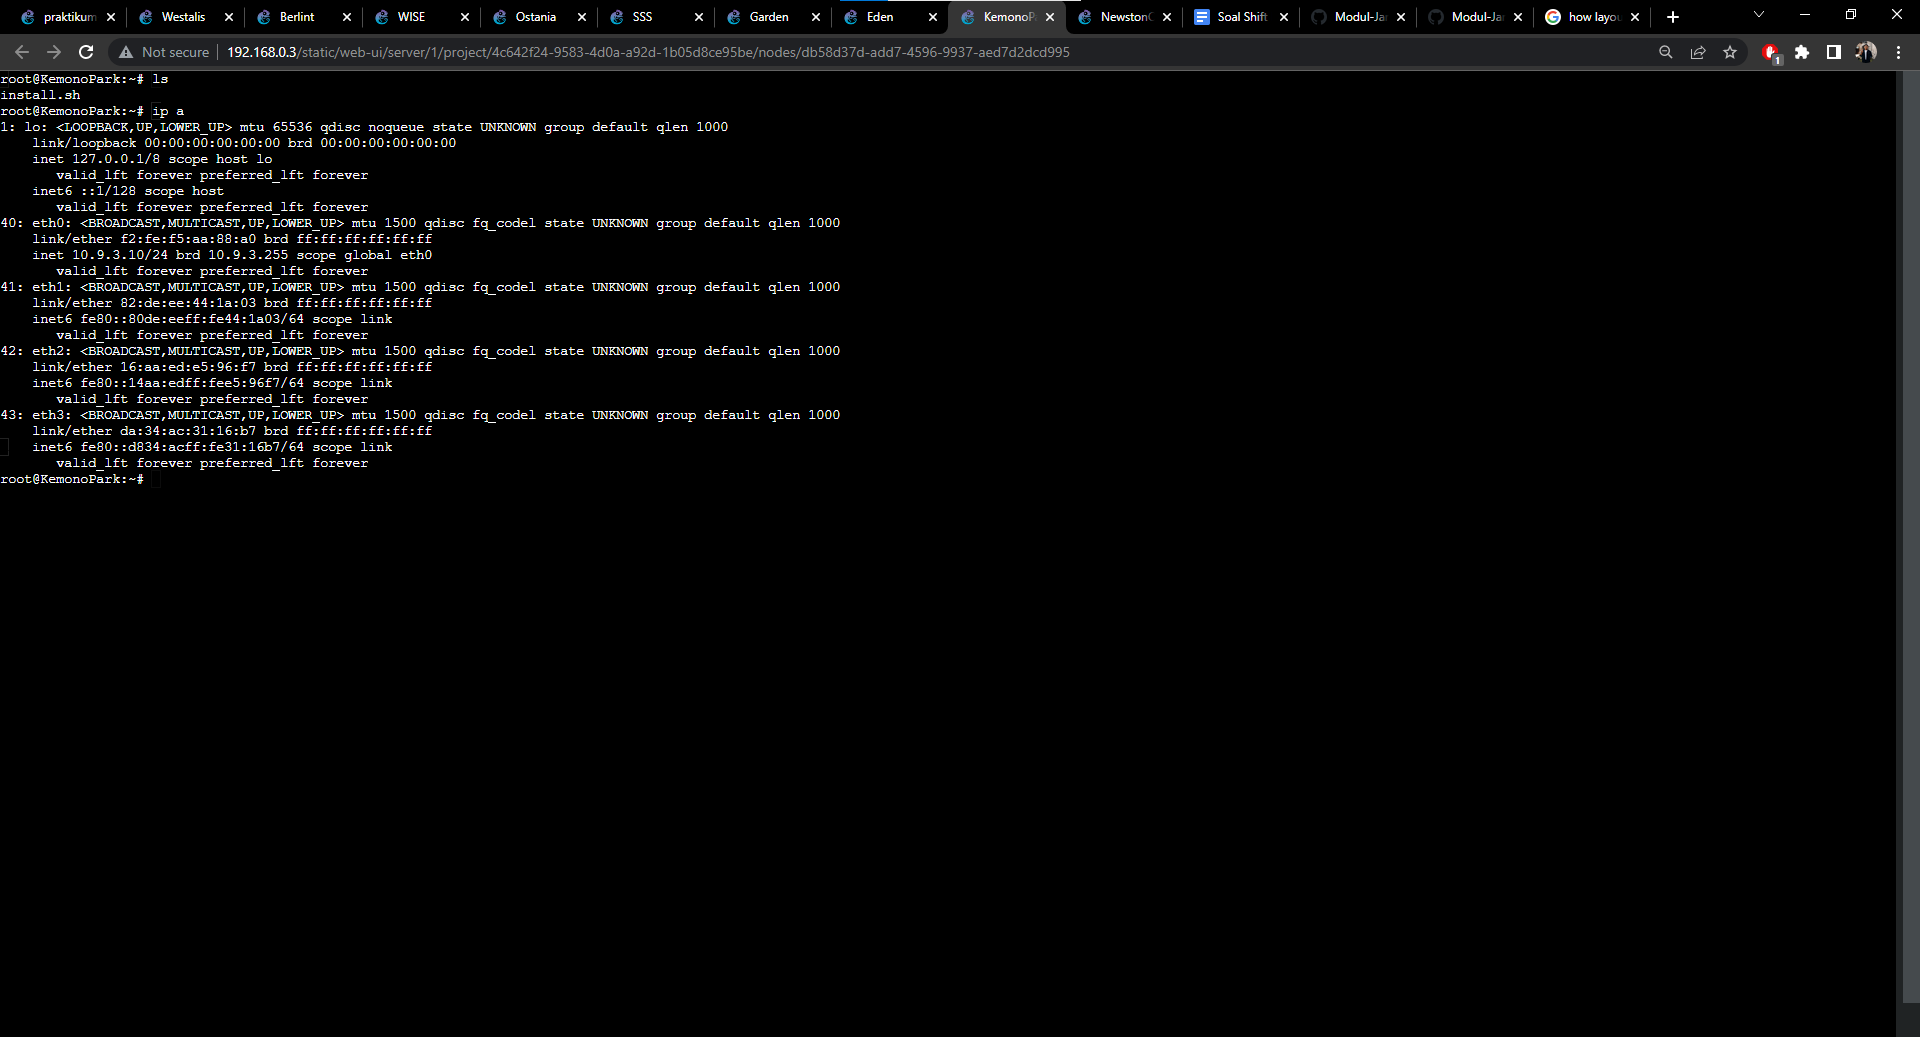 praktikum
Westalis
Berlint
WISE
Ostania
SSS
Garden
Eden
KemonoP
NewstonC
Soal Shift
Modul-Jar
Modul-Jar
how layou
Not secure
192.168.0.3/static/web-ui/server/1/project/4c642f24-9583-4d0a-a92d-1b05d8ce95be/nodes/db58d37d-add7-4596-9937-aed7d2dcd995
1
root@KemonoPark:~# ls
install.sh
root@KemonoPark:~# ip a
1: lo: <LOOPBACK,UP,LOWER_UP> mtu 65536 qdisc noqueue state UNKNOWN group default qlen 1000
link/loopback 00:00:00:00:00:00 brd 00:00:00:00:00:00
inet 127.0.0.1/8 scope host lo
valid_lft forever preferred_lft forever
inet6 ::1/128 scope host
valid_lft forever preferred_lft forever
40: eth0: <BROADCAST,MULTICAST,UP,LOWER_UP> mtu 1500 qdisc fq_codel state UNKNOWN group default qlen 1000
link/ether f2:fe:f5:aa:88:a0 brd ff:ff:ff:ff:ff:ff
inet 10.9.3.10/24 brd 10.9.3.255 scope global eth0
valid_lft forever preferred_lft forever
41: eth1: <BROADCAST,MULTICAST,UP,LOWER_UP> mtu 1500 qdisc fq_codel state UNKNOWN group default qlen 1000
link/ether 82:de:ee:44:1a:03 brd ff:ff:ff:ff:ff:ff
inet6 fe80::80de:eeff:fe44:1a03/64 scope link
valid_lft forever preferred_lft forever
42: eth2: <BROADCAST,MULTICAST,UP,LOWER_UP> mtu 1500 qdisc fq_codel state UNKNOWN group default qlen 1000
link/ether 16:aa:ed:e5:96:f7 brd ff:ff:ff:ff:ff:ff
inet6 fe80::14aa:edff:fee5:96f7/64 scope link
valid_lft forever preferred_lft forever
43: eth3: <BROADCAST,MULTICAST,UP,LOWER_UP> mtu 1500 qdisc fq_codel state UNKNOWN group default qlen 1000
link/ether da:34:ac:31:16:b7 brd ff:ff:ff:ff:ff:ff
inet6 fe80::d834:acff:fe31:16b7/64 scope link
valid_lft forever preferred_lft forever
root@KemonoPark:~#